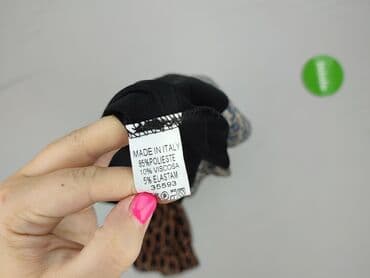 MADE IN ITALY
85%POLIESTE
10% VISCOSA
5% ELASTAM
35593